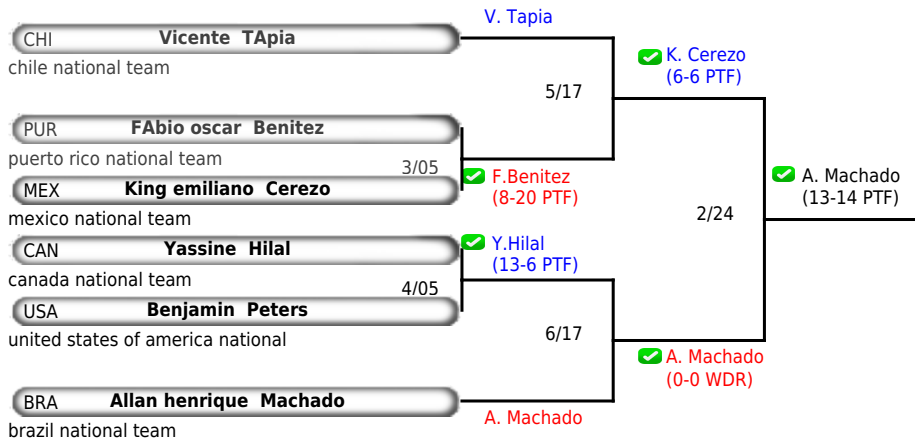 V. Tapia
CHI Vicente TApia
chile national team
K. Cerezo
(6-6 PTF)
5/17
PUR FAbio oscar Benitez
puerto rico national team
3/05
F.Benitez
(8-20 PTF)
MEX King emiliano Cerezo
mexico national team
A. Machado
(13-14 PTF)
2/24
CAN Yassine Hilal
canada national team
Y.Hilal
(13-6 PTF)
4/05
USA Benjamin Peters
united states of america national
6/17
A. Machado
(0-0 WDR)
BRA Allan henrique Machado
brazil national team
A. Machado